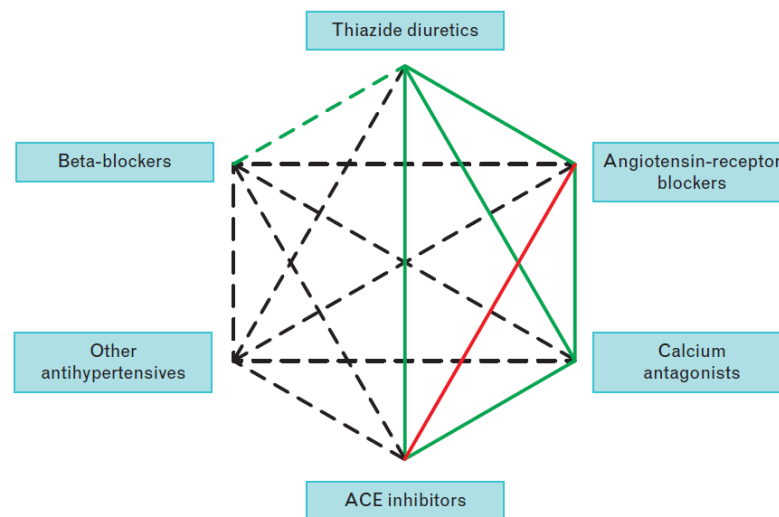 Thiazide diuretics
Beta-blockers
Angiotensin-receptor
blockers
Other
antihypertensives
Calcium
antagonists
ACE inhibitors